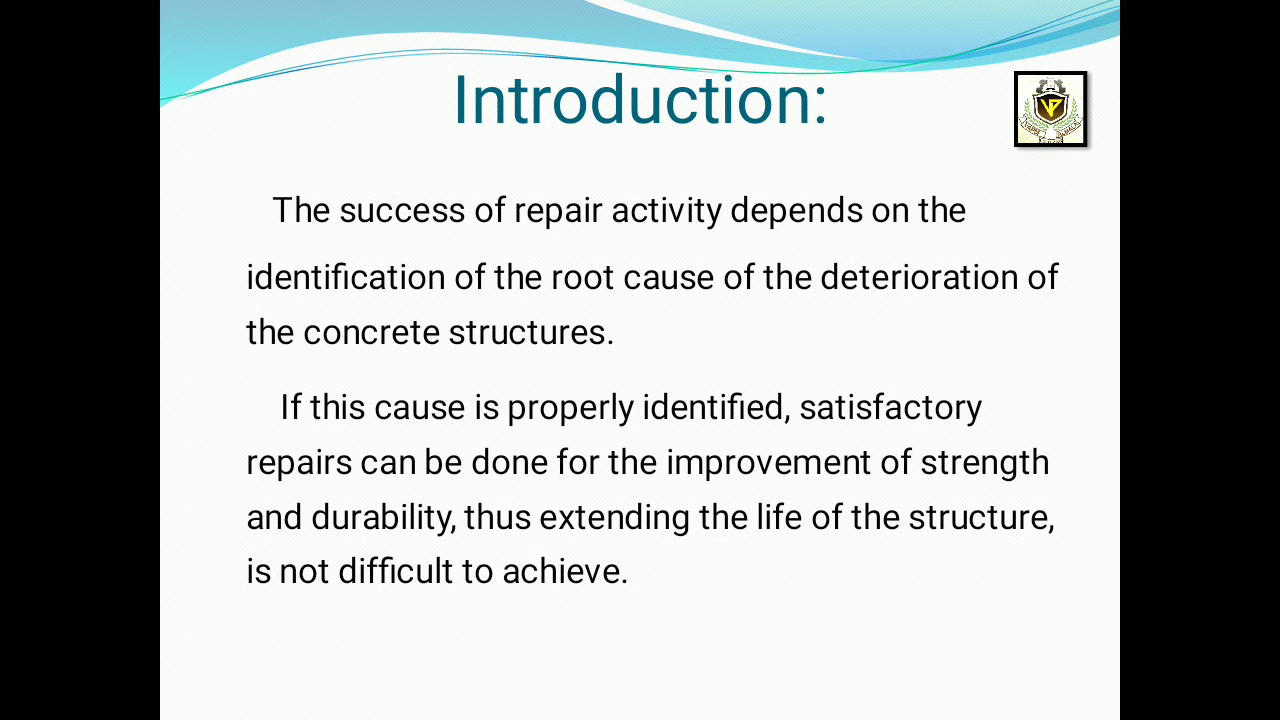 Introduction:
VP
The success of repair activity depends on the
identification of the root cause of the deterioration of
the concrete structures.
If this cause is properly identified, satisfactory
repairs can be done for the improvement of strength
and durability, thus extending the life of the structure,
is not difficult to achieve.